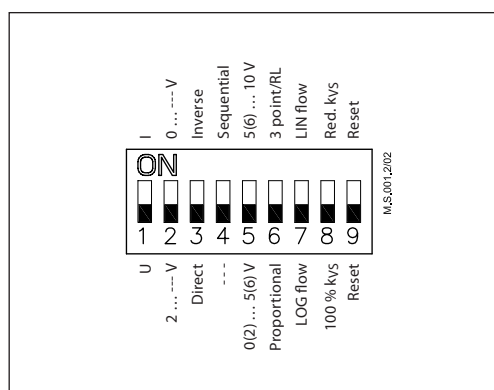 I
0 ... --- V
Inverse
Sequential
5(6) ... 10 V
3 point/RL
LIN flow
Red. kvs
Reset
ON
1 2 3 4 5 6 7 8 9
U
2 ... --- V
Direct
---
0(2) ... 5(6) V
Proportional
LOG flow
100 % kvs
Reset
M.S.001.2/02